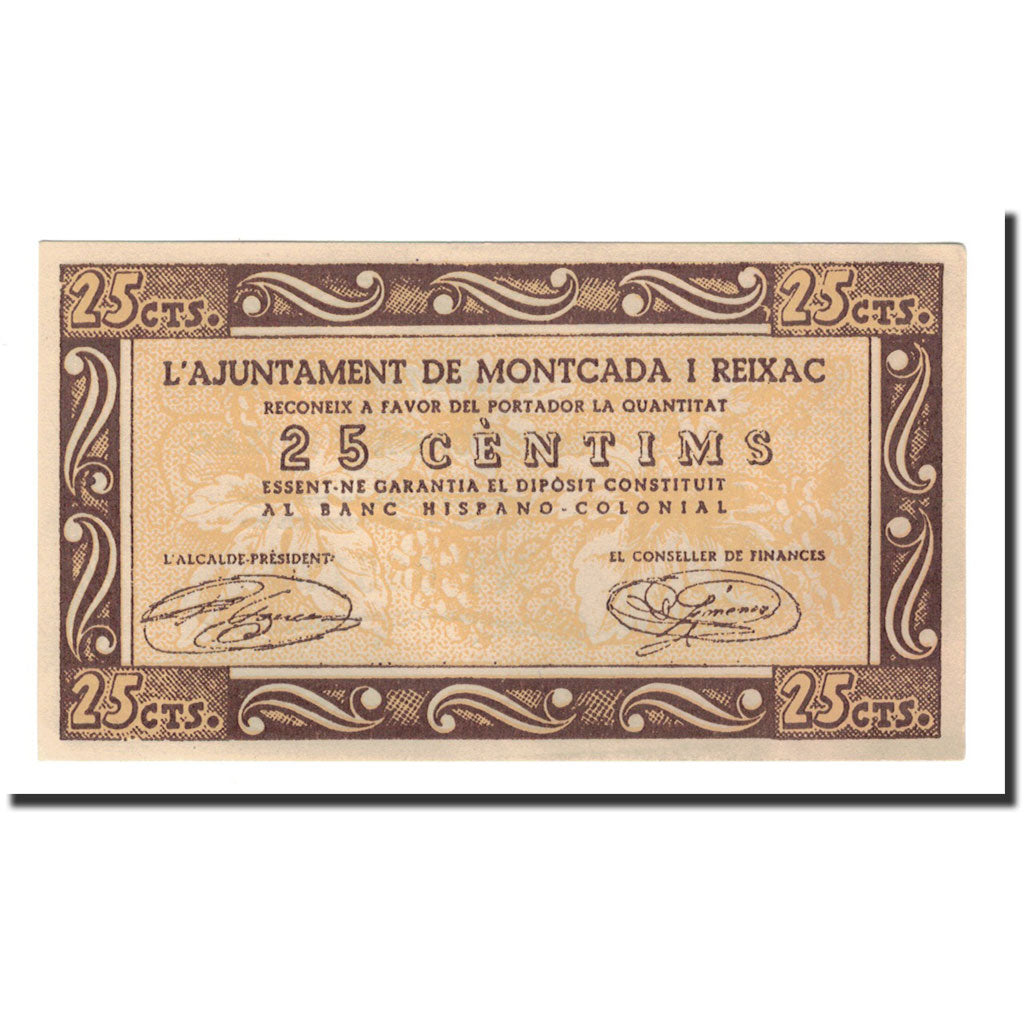 25 CTS. 25 CTS.
L'AJUNTAMENT DE MONTCADA I REIXAC
RECONEIX A FAVOR DEL PORTADOR LA QUANTITAT
25 CÈNTIMS
ESSENT-NE GARANTIA EL DIPÒSIT CONSTITUIT
AL BANC HISPANO-COLONIAL
L'ALCALDE-PRÉSIDENT: EL CONSELLER DE FINANCES
Giménez
25 CTS. 25 CTS.